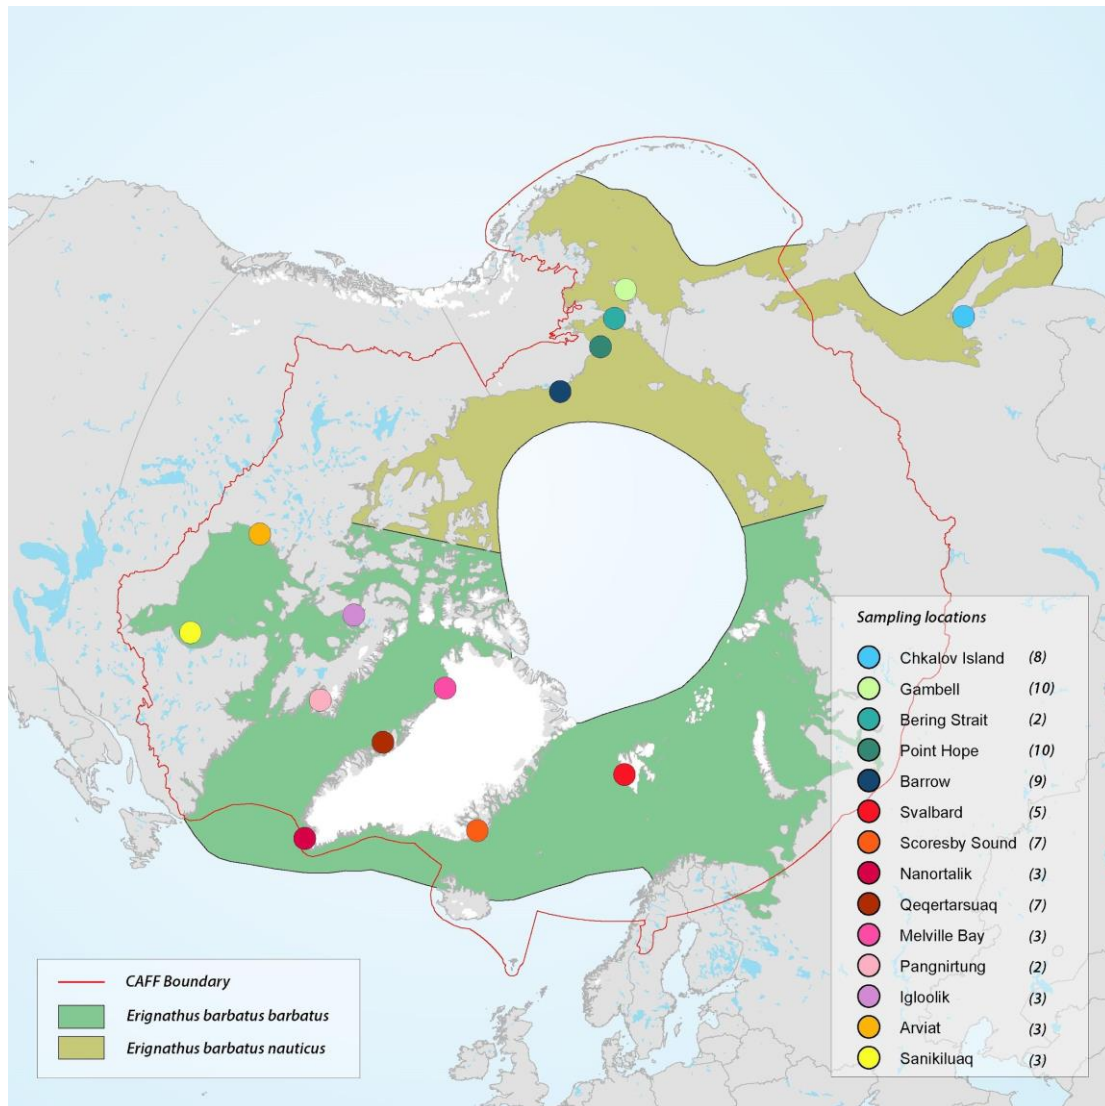 Sampling locations
Chkalov Island (8)
Gambell (10)
Bering Strait (2)
Point Hope (10)
Barrow (9)
Svalbard (5)
Scoresby Sound (7)
Nanortalik (3)
Qeqertarsuaq (7)
Melville Bay (3)
Pangnirtung (2)
Igloolik (3)
Arviat (3)
Sanikiluaq (3)
CAFF Boundary
Erignathus barbatus barbatus
Erignathus barbatus nauticus